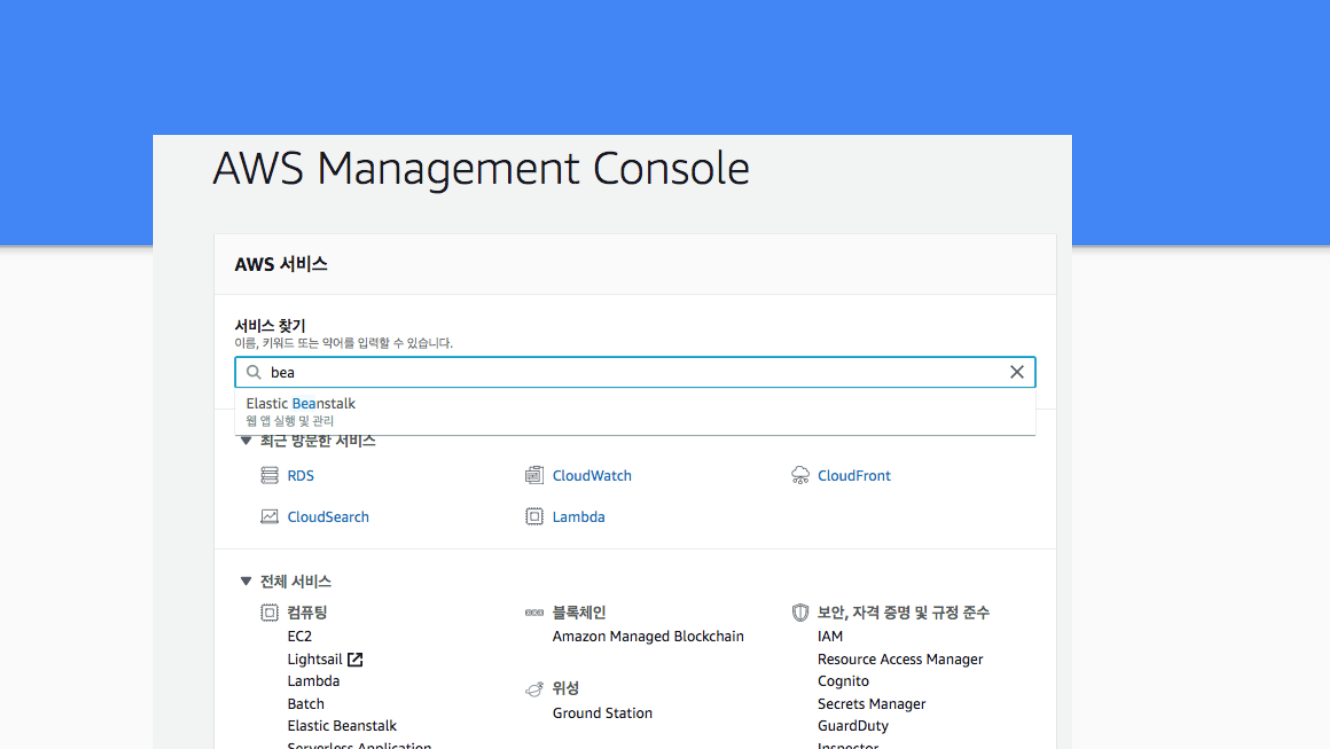 AWS Management Console
AWS 서비스
서비스 찾기
이름, 키워드 또는 약어를 입력할 수 있습니다.
bea
Elastic Beanstalk
웹 앱 실행 및 관리
최근 방문한 서비스
RDS
CloudWatch
CloudFront
CloudSearch
Lambda
전체 서비스
컴퓨팅
EC2
Lightsail
Lambda
Batch
Elastic Beanstalk
Serverless Application
블록체인
Amazon Managed Blockchain
위성
Ground Station
보안, 자격 증명 및 규정 준수
IAM
Resource Access Manager
Cognito
Secrets Manager
GuardDuty
Inspector